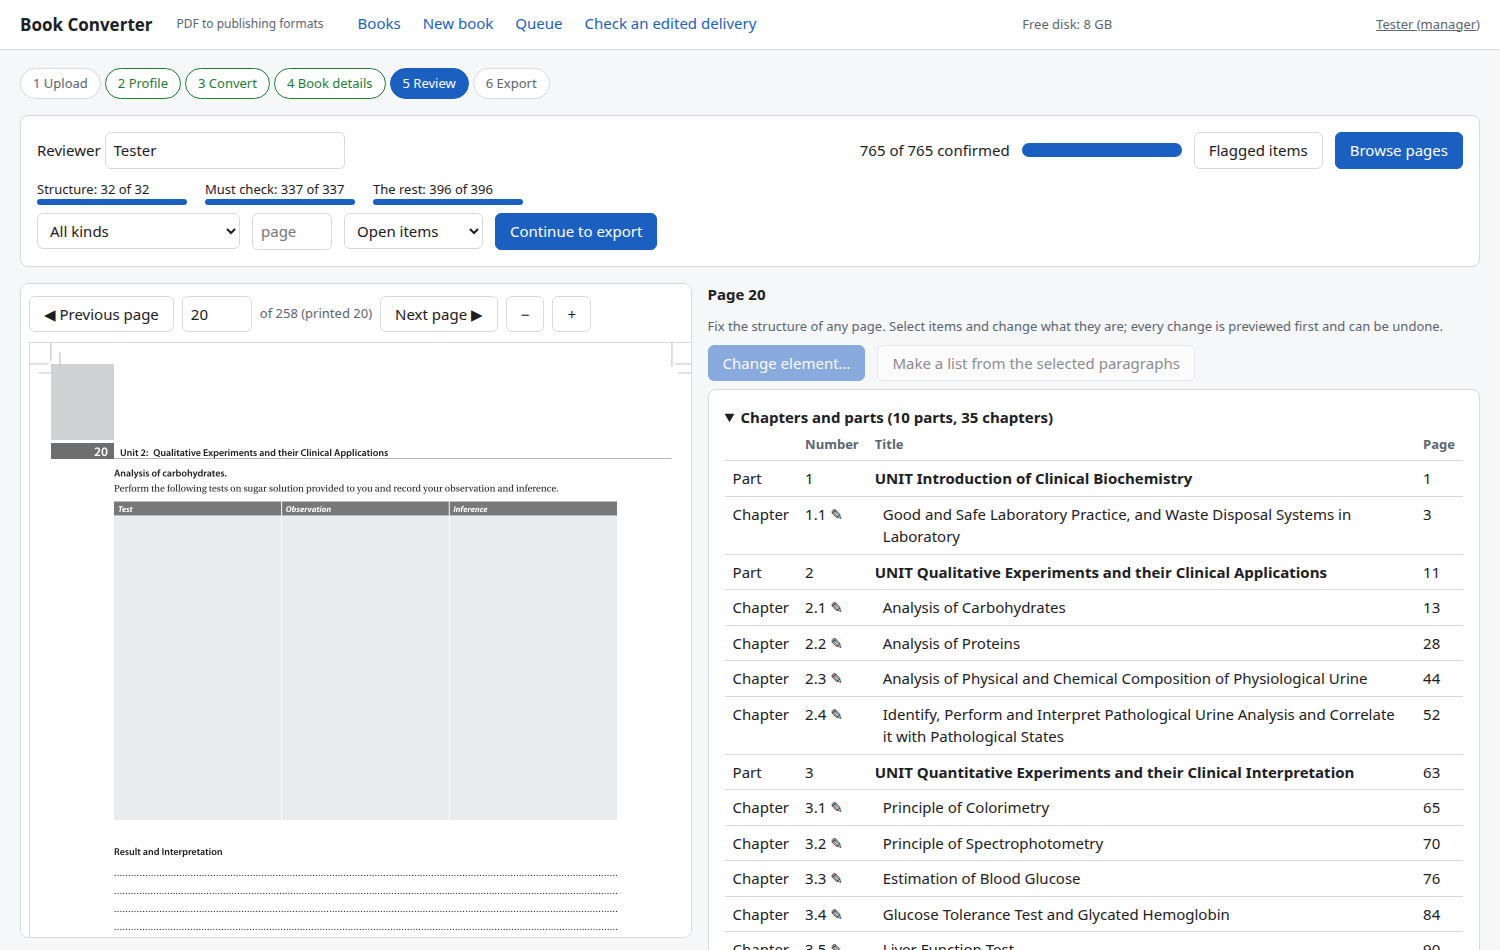 Book Converter PDF to publishing formats Books New book Queue Check an edited delivery Free disk: 8 GB Tester (manager)
1 Upload 2 Profile 3 Convert 4 Book details 5 Review 6 Export
Reviewer Tester 765 of 765 confirmed Flagged items Browse pages
Structure: 32 of 32 Must check: 337 of 337 The rest: 396 of 396
All kinds page Open items Continue to export
◀ Previous page 20 of 258 (printed 20) Next page ▶ − +
20 Unit 2: Qualitative Experiments and their Clinical Applications
Analysis of carbohydrates.
Perform the following tests on sugar solution provided to you and record your observation and inference.
Test Observation Inference
Result and Interpretation
Page 20
Fix the structure of any page. Select items and change what they are; every change is previewed first and can be undone.
Change element... Make a list from the selected paragraphs
▼ Chapters and parts (10 parts, 35 chapters)
Number Title Page
Part 1 UNIT Introduction of Clinical Biochemistry 1
Chapter 1.1 ✎ Good and Safe Laboratory Practice, and Waste Disposal Systems in 3
Laboratory
Part 2 UNIT Qualitative Experiments and their Clinical Applications 11
Chapter 2.1 ✎ Analysis of Carbohydrates 13
Chapter 2.2 ✎ Analysis of Proteins 28
Chapter 2.3 ✎ Analysis of Physical and Chemical Composition of Physiological Urine 44
Chapter 2.4 ✎ Identify, Perform and Interpret Pathological Urine Analysis and Correlate 52
it with Pathological States
Part 3 UNIT Quantitative Experiments and their Clinical Interpretation 63
Chapter 3.1 ✎ Principle of Colorimetry 65
Chapter 3.2 ✎ Principle of Spectrophotometry 70
Chapter 3.3 ✎ Estimation of Blood Glucose 76
Chapter 3.4 ✎ Glucose Tolerance Test and Glycated Hemoglobin 84
Chapter 3.5 ✎ Liver Function Test 90